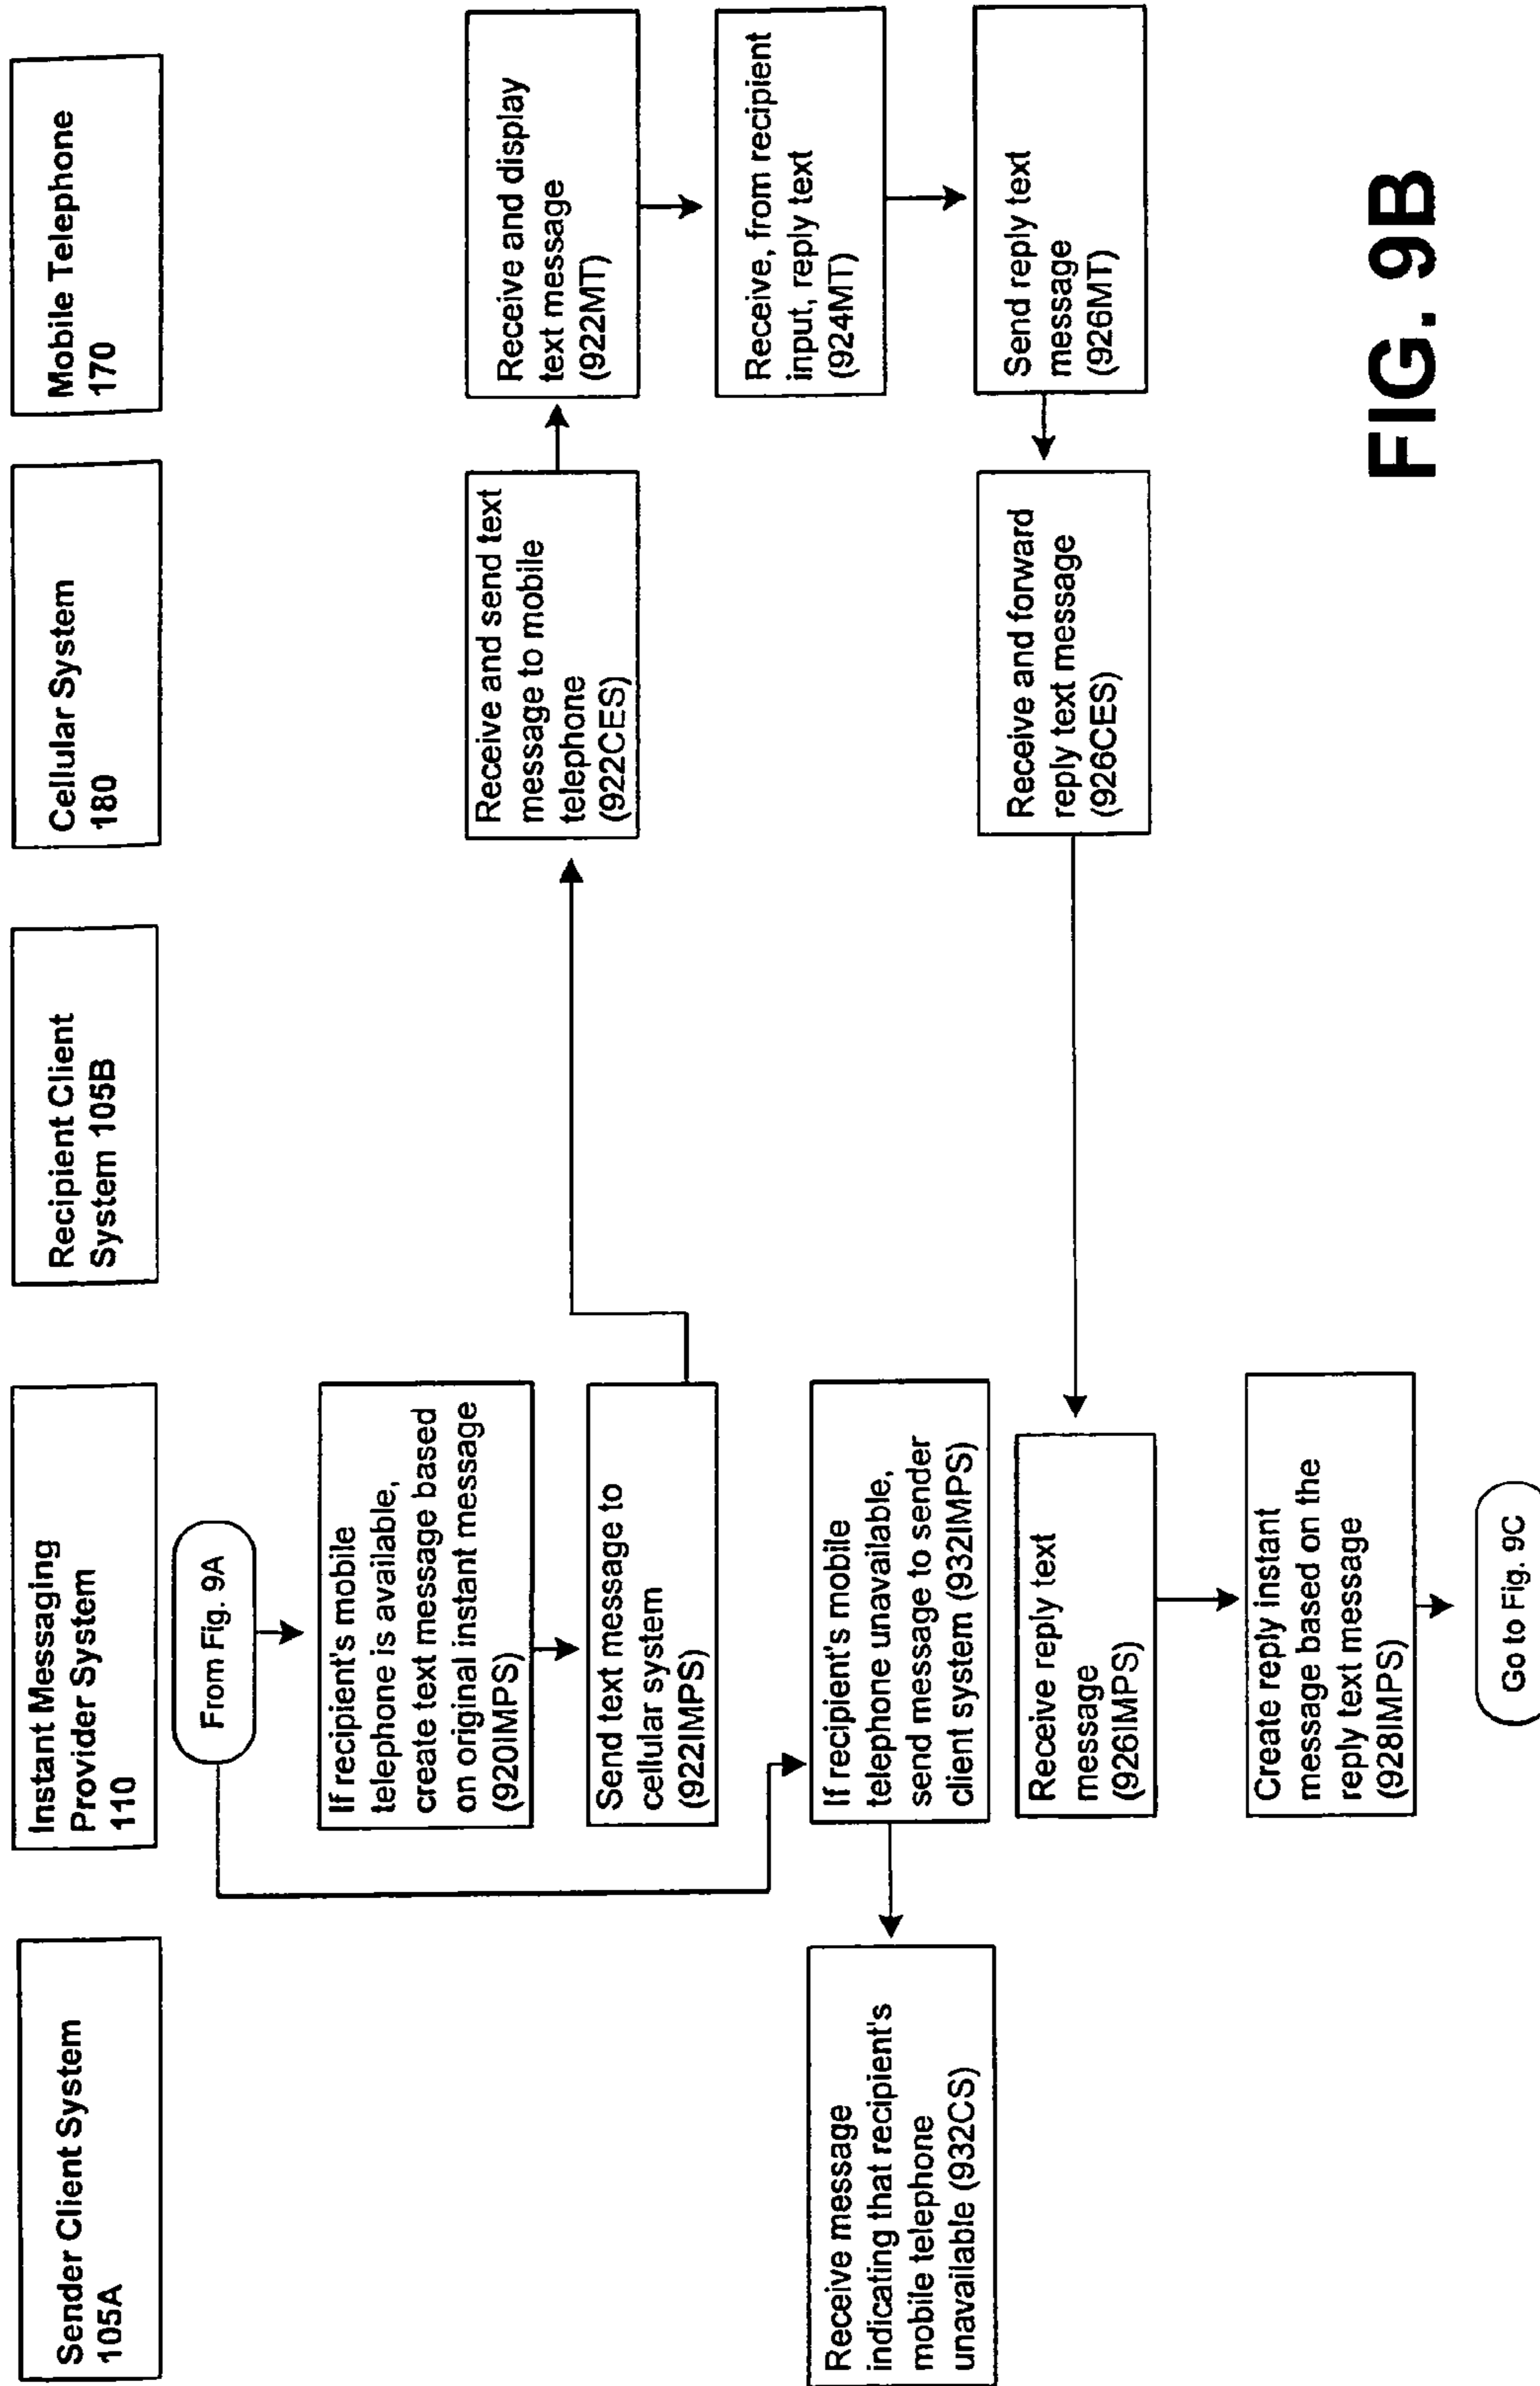 Sender Client System
105A
Instant Messaging
Provider System
110
Recipient Client
System 105B
Cellular System
180
Mobile Telephone
170
From Fig. 9A
If recipient's mobile
telephone is available,
create text message based
on original instant message
(920IMPS)
Send text message to
cellular system
(922IMPS)
Receive and send text
message to mobile
telephone
(922CES)
Receive and display
text message
(922MT)
Receive, from recipient
input, reply text
(924MT)
Send reply text
message
(926MT)
Receive and forward
reply text message
(926CES)
If recipient's mobile
telephone unavailable,
send message to sender
client system (932IMPS)
Receive message
indicating that recipient's
mobile telephone
unavailable (932CS)
Receive reply text
message
(926IMPS)
Create reply instant
message based on the
reply text message
(928IMPS)
Go to Fig. 9C
FIG. 9B